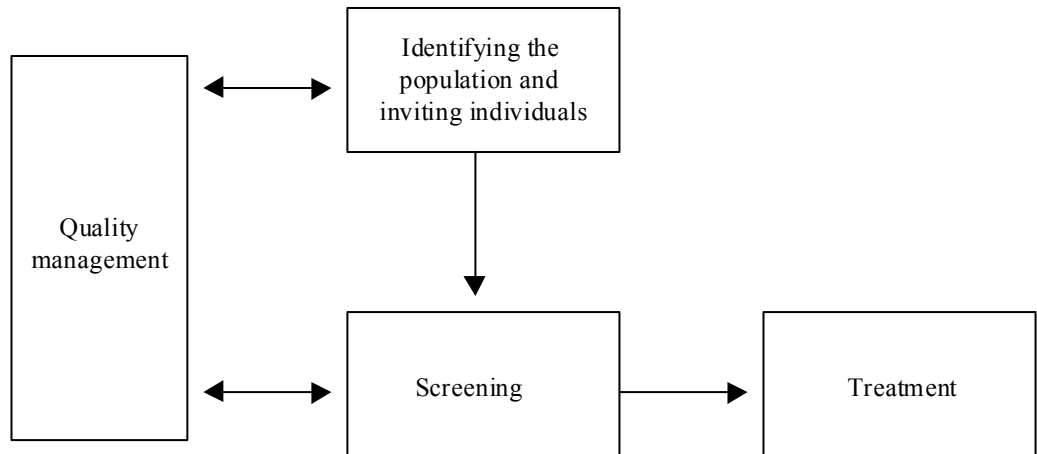 Identifying the
population and
inviting individuals
Quality
management
Screening
Treatment